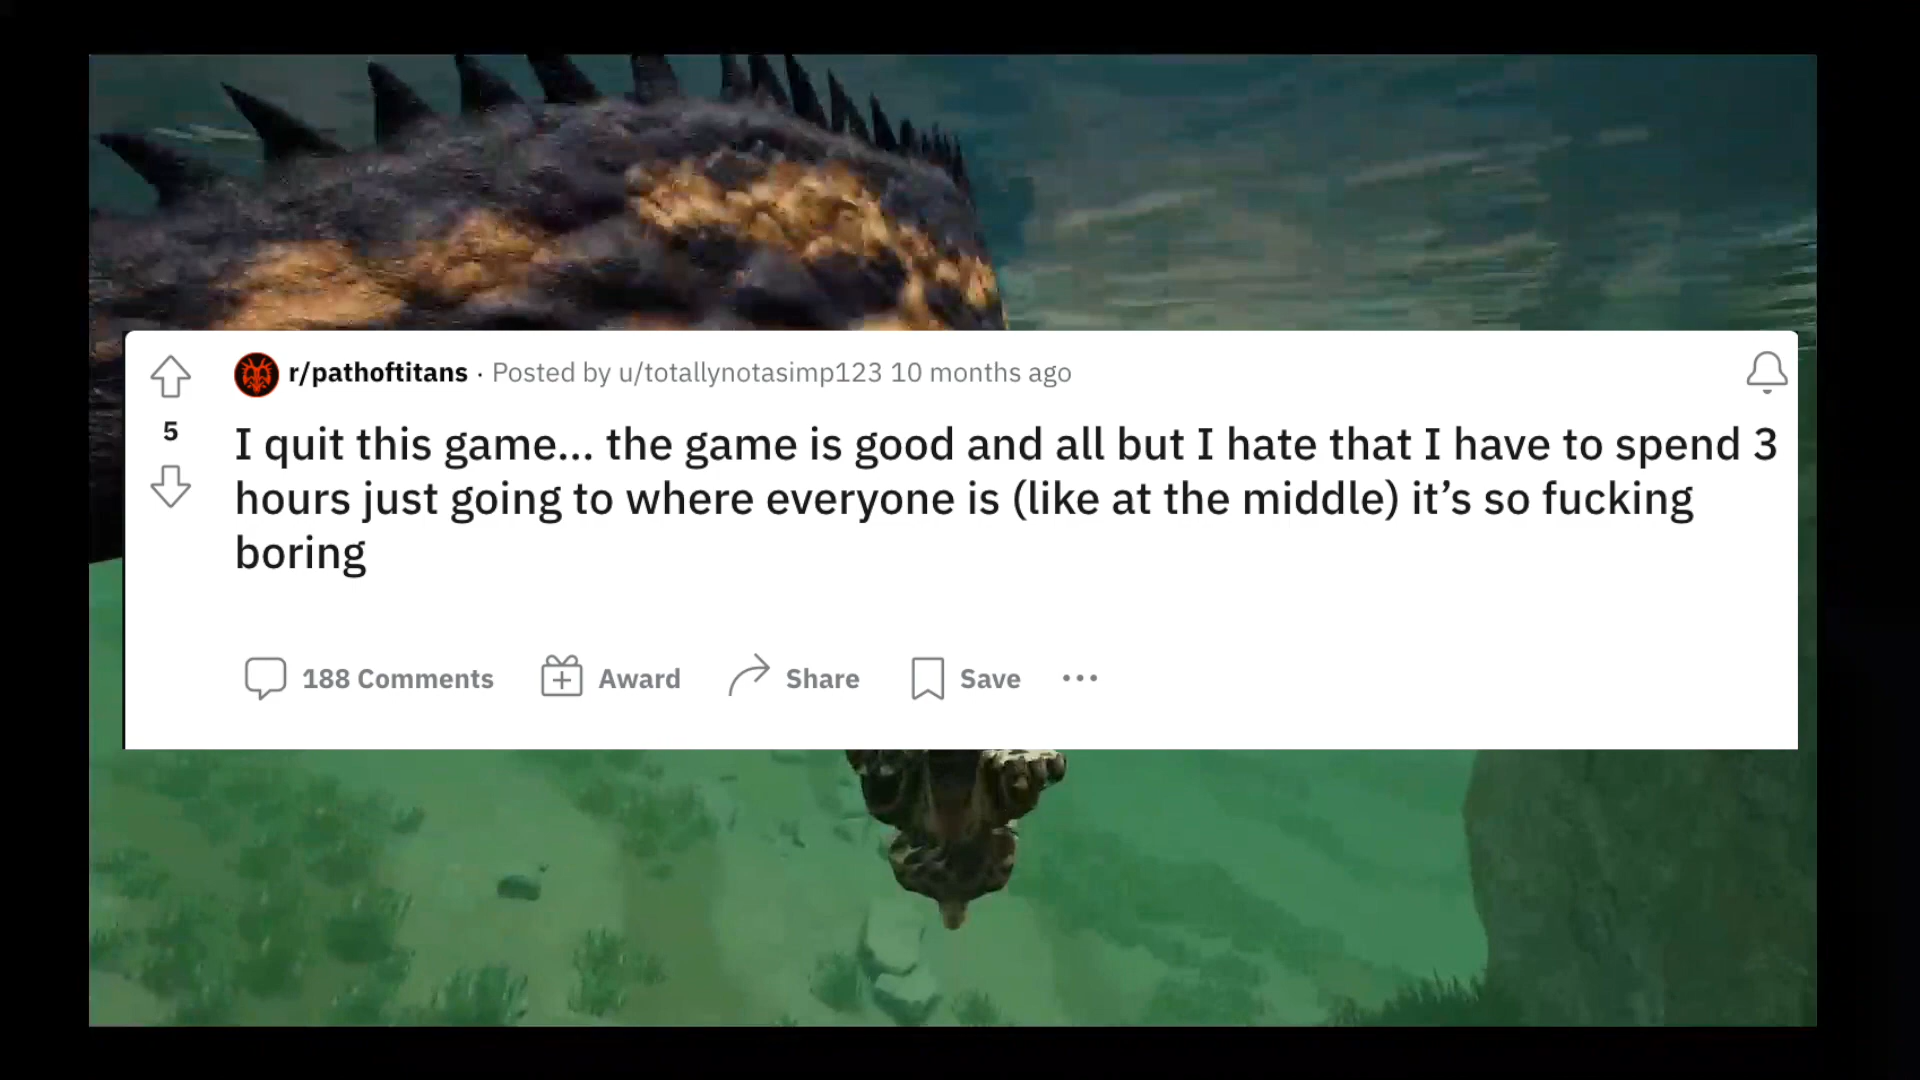 r/pathoftitans · Posted by u/totallynotasimp123 10 months ago
5
I quit this game... the game is good and all but I hate that I have to spend 3
hours just going to where everyone is (like at the middle) it’s so fucking
boring
188 Comments Award Share Save ···